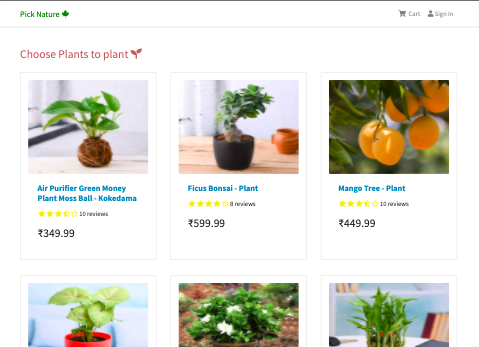 Pick Nature
Cart
Sign In
Choose Plants to plant
Air Purifier Green Money
Plant Moss Ball - Kokedama
10 reviews
₹349.99
Ficus Bonsai - Plant
8 reviews
₹599.99
Mango Tree - Plant
10 reviews
₹449.99